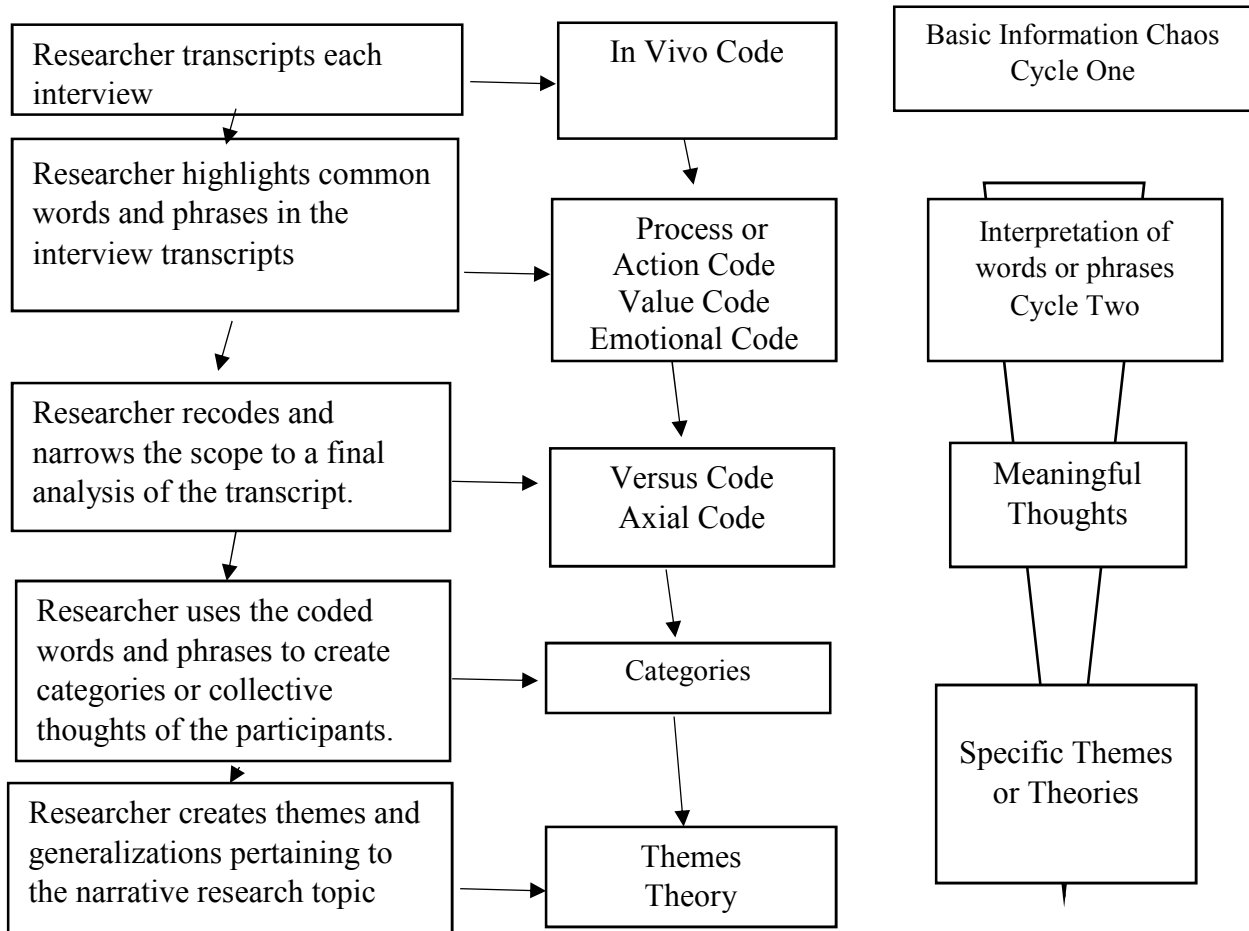 Researcher transcripts each
interview
In Vivo Code
Basic Information Chaos
Cycle One
Researcher highlights common
words and phrases in the
interview transcripts
Process or
Action Code
Value Code
Emotional Code
Interpretation of
words or phrases
Cycle Two
Researcher recodes and
narrows the scope to a final
analysis of the transcript.
Versus Code
Axial Code
Meaningful
Thoughts
Researcher uses the coded
words and phrases to create
categories or collective
thoughts of the participants.
Categories
Specific Themes
or Theories
Researcher creates themes and
generalizations pertaining to
the narrative research topic
Themes
Theory